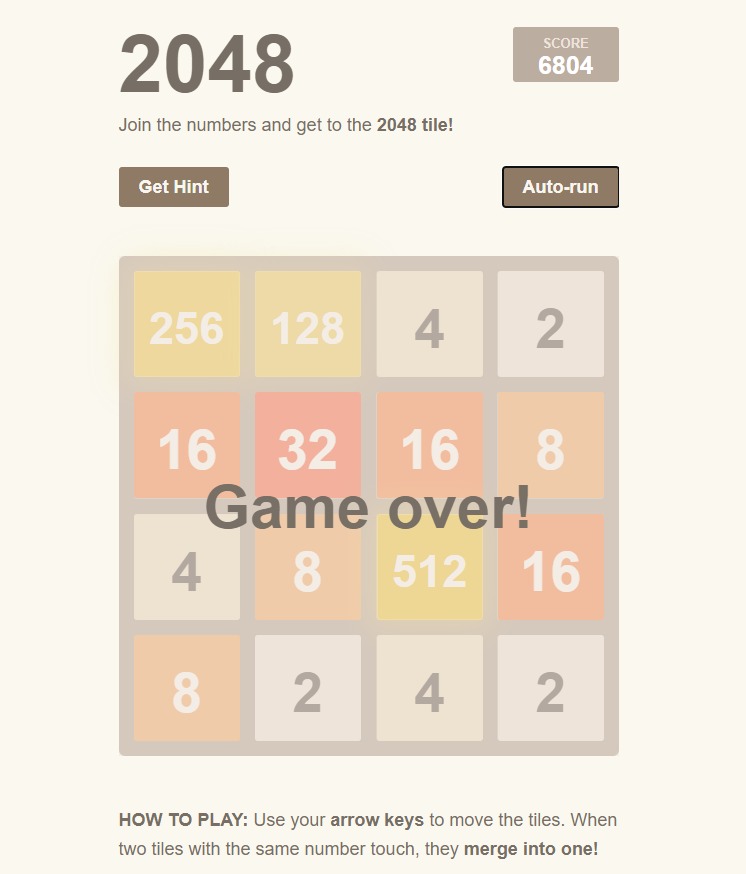 2048
SCORE
6804
Join the numbers and get to the 2048 tile!
Get Hint
Auto-run
256 128 4 2
16 32 16 8
Game over!
4 8 512 16
8 2 4 2
HOW TO PLAY: Use your arrow keys to move the tiles. When
two tiles with the same number touch, they merge into one!